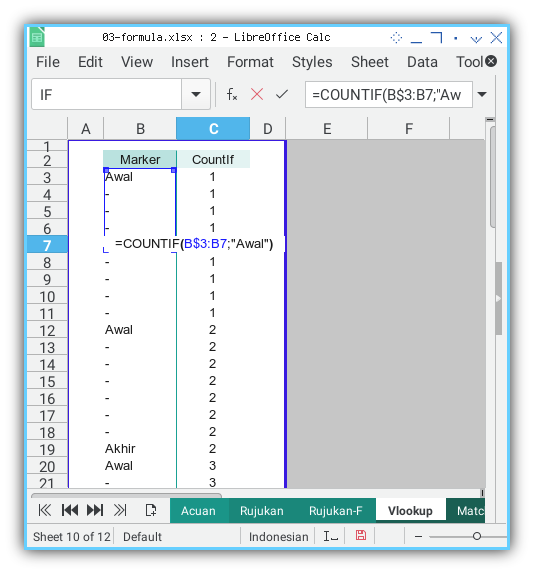 03-formula.xlsx : 2 - LibreOffice Calc
File Edit View Insert Format Styles Sheet Data Tool
IF fx =COUNTIF(B$3:B7;"Aw
A B C D E F
1
2 Marker CountIf
3 Awal 1
4 - 1
5 - 1
6 - 1
7 =COUNTIF(B$3:B7;"Awal")
8 - 1
9 - 1
10 - 1
11 - 1
12 Awal 2
13 - 2
14 - 2
15 - 2
16 - 2
17 - 2
18 - 2
19 Akhir 2
20 Awal 3
21 - 3
Acuan Rujukan Rujukan-F Vlookup Matc
Sheet 10 of 12 Default Indonesian